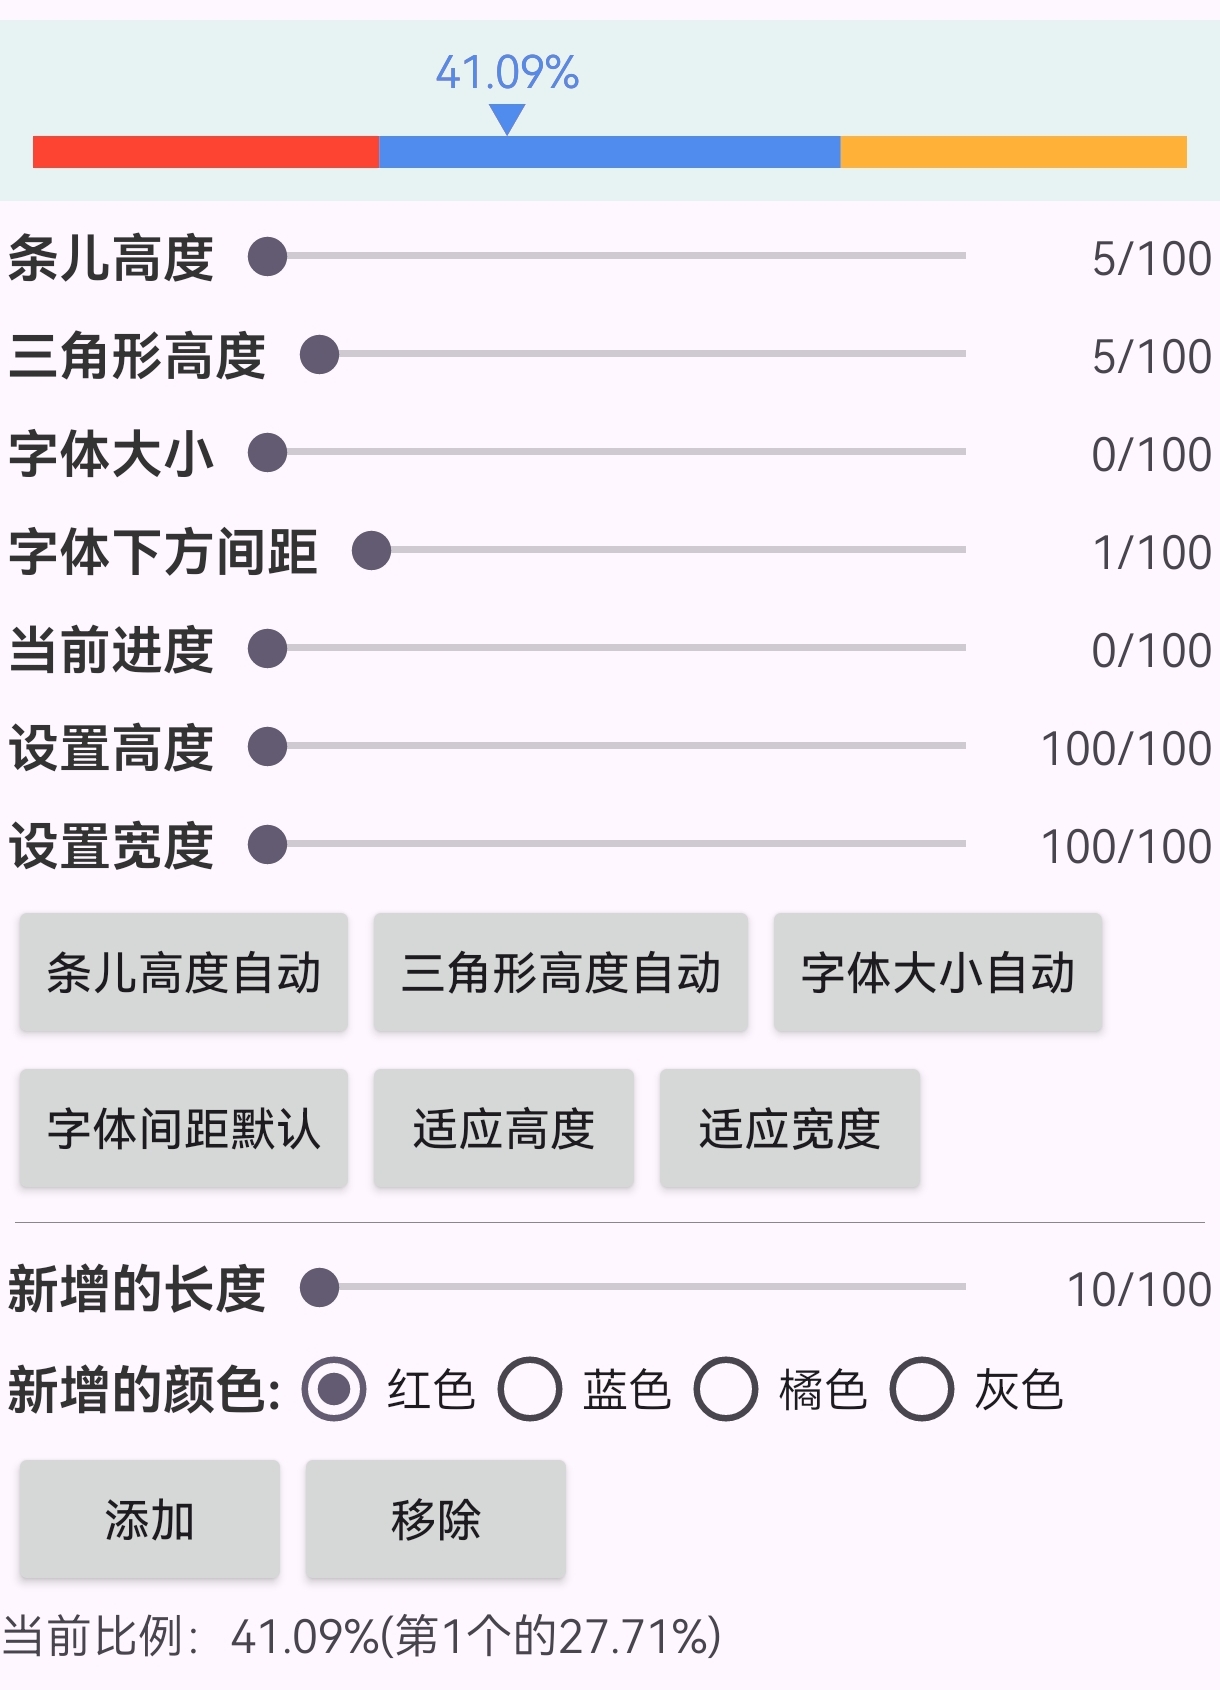 41.09%
条儿高度 5/100
三角形高度 5/100
字体大小 0/100
字体下方间距 1/100
当前进度 0/100
设置高度 100/100
设置宽度 100/100
条儿高度自动 三角形高度自动 字体大小自动
字体间距默认 适应高度 适应宽度
新增的长度 10/100
新增的颜色: 红色 蓝色 橘色 灰色
添加 移除
当前比例：41.09%(第1个的27.71%)